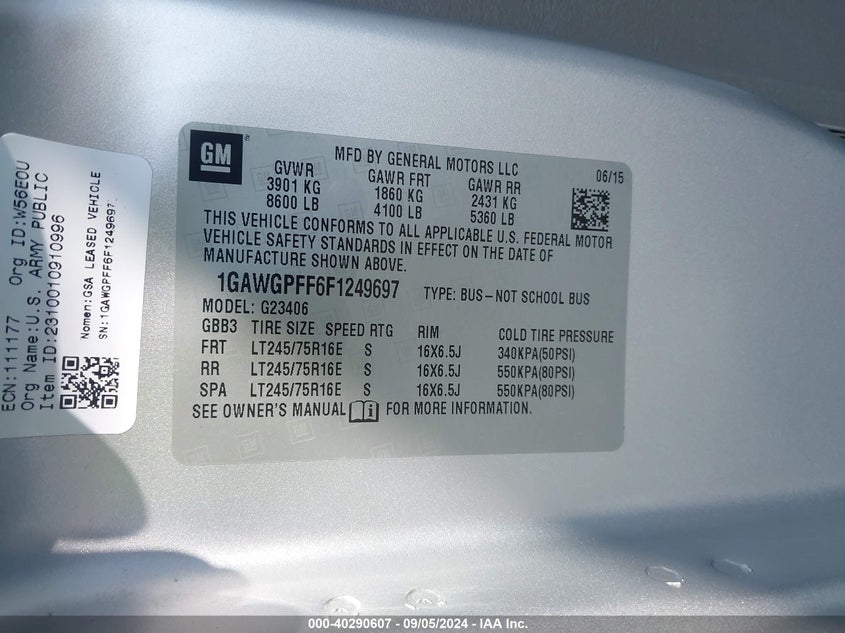 ECN:111177 Org ID:W56EOU
Org Name:U.S. ARMY PUBLIC
Item ID:2310010910996
Nomen:GSA LEASED VEHICLE
SN:1GAWGPFF6F1249697
GM
MFD BY GENERAL MOTORS LLC
06/15
GVWR GAWR FRT GAWR RR
3901 KG 1860 KG 2431 KG
8600 LB 4100 LB 5360 LB
THIS VEHICLE CONFORMS TO ALL APPLICABLE U.S. FEDERAL MOTOR
VEHICLE SAFETY STANDARDS IN EFFECT ON THE DATE OF
MANUFACTURE SHOWN ABOVE.
1GAWGPFF6F1249697 TYPE: BUS–NOT SCHOOL BUS
MODEL: G23406
GBB3 TIRE SIZE SPEED RTG RIM COLD TIRE PRESSURE
FRT LT245/75R16E S 16X6.5J 340KPA(50PSI)
RR LT245/75R16E S 16X6.5J 550KPA(80PSI)
SPA LT245/75R16E S 16X6.5J 550KPA(80PSI)
SEE OWNER'S MANUAL i FOR MORE INFORMATION.
000-40290607 - 09/05/2024 - IAA Inc.